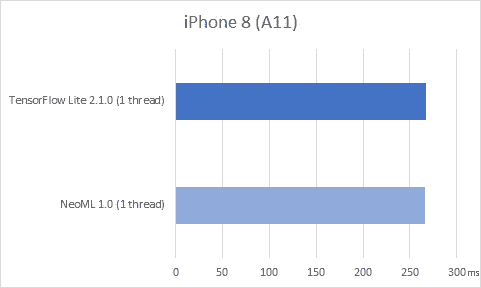 iPhone 8 (A11)
TensorFlow Lite 2.1.0 (1 thread)
NeoML 1.0 (1 thread)
0 50 100 150 200 250 300 ms